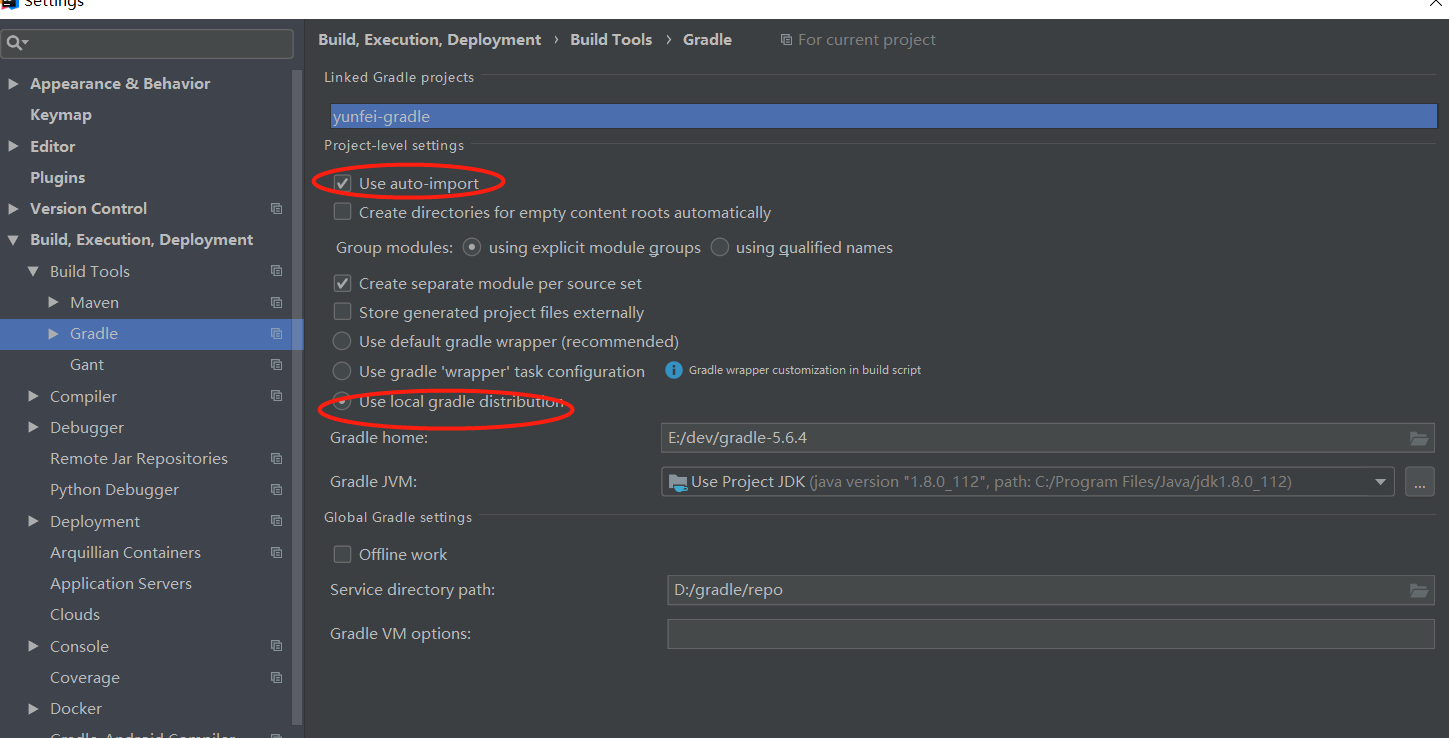 Settings
Build, Execution, Deployment › Build Tools › Gradle For current project
Appearance & Behavior
Keymap
Editor
Plugins
Version Control
Build, Execution, Deployment
Build Tools
Maven
Gradle
Gant
Compiler
Debugger
Remote Jar Repositories
Python Debugger
Deployment
Arquillian Containers
Application Servers
Clouds
Console
Coverage
Docker
Gradle-Android Compiler
Linked Gradle projects
yunfei-gradle
Project-level settings
Use auto-import
Create directories for empty content roots automatically
Group modules: using explicit module groups using qualified names
Create separate module per source set
Store generated project files externally
Use default gradle wrapper (recommended)
Use gradle 'wrapper' task configuration Gradle wrapper customization in build script
Use local gradle distribution
Gradle home: E:/dev/gradle-5.6.4
Gradle JVM: Use Project JDK (java version "1.8.0_112", path: C:/Program Files/Java/jdk1.8.0_112) ...
Global Gradle settings
Offline work
Service directory path: D:/gradle/repo
Gradle VM options: